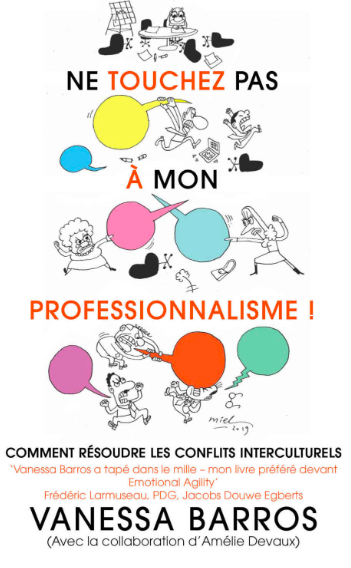 NE TOUCHEZ PAS
À MON
PROFESSIONNALISME !
miel
2019
COMMENT RÉSOUDRE LES CONFLITS INTERCULTURELS
'Vanessa Barros a tapé dans le mille – mon livre préféré devant
Emotional Agility'
Frédéric Larmuseau, PDG, Jacobs Douwe Egberts
VANESSA BARROS
(Avec la collaboration d'Amélie Devaux)